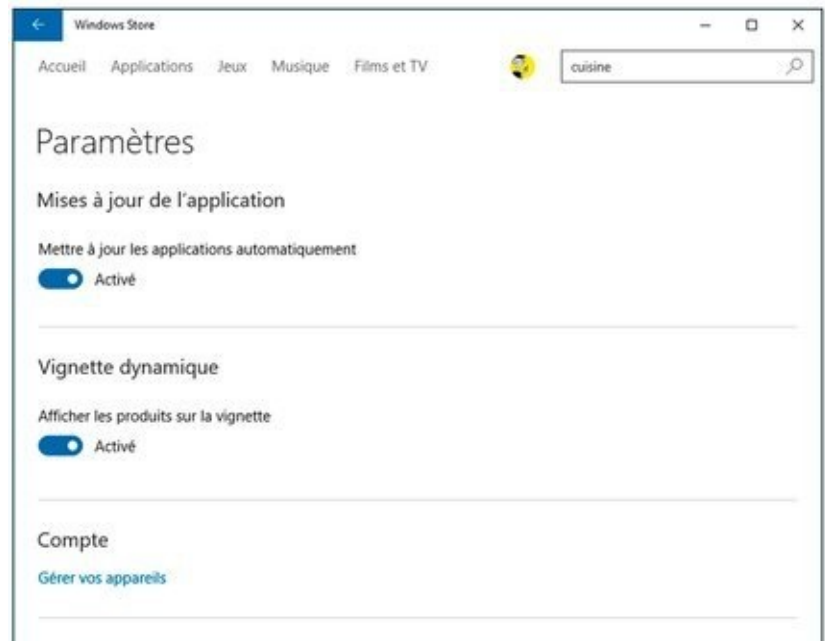 Windows Store
Accueil Applications Jeux Musique Films et TV cuisine
Paramètres
Mises à jour de l'application
Mettre à jour les applications automatiquement
Activé
Vignette dynamique
Afficher les produits sur la vignette
Activé
Compte
Gérer vos appareils